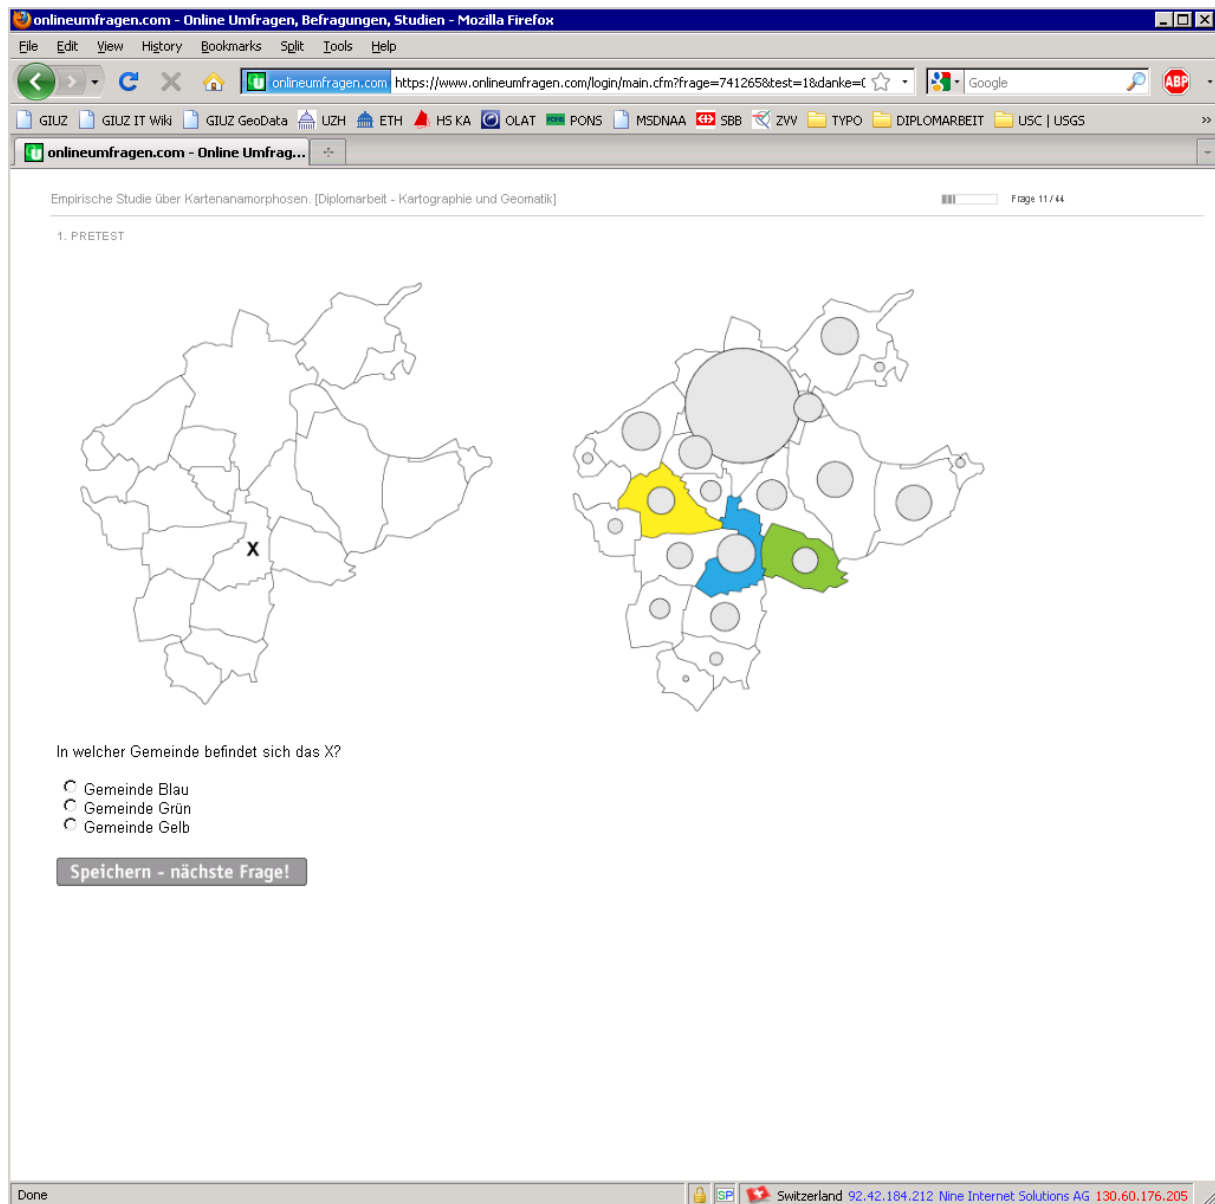 onlineumfragen.com - Online Umfragen, Befragungen, Studien - Mozilla Firefox
File Edit View History Bookmarks Split Tools Help
onlineumfragen.com https://www.onlineumfragen.com/login/main.cfm?frage=741265&test=1&danke=0 Google ABP
GIUZ GIUZ IT Wiki GIUZ GeoData UZH ETH HS KA OLAT PONS MSDNAA SBB ZVV TYPO DIPLOMARBEIT USC | USGS »
onlineumfragen.com - Online Umfrag...
Empirische Studie über Kartenanamorphosen. [Diplomarbeit - Kartographie und Geomatik] Frage 11 / 44
1. PRETEST
X
In welcher Gemeinde befindet sich das X?
Gemeinde Blau
Gemeinde Grün
Gemeinde Gelb
Speichern - nächste Frage!
Done SP Switzerland 92.42.184.212 Nine Internet Solutions AG 130.60.176.205